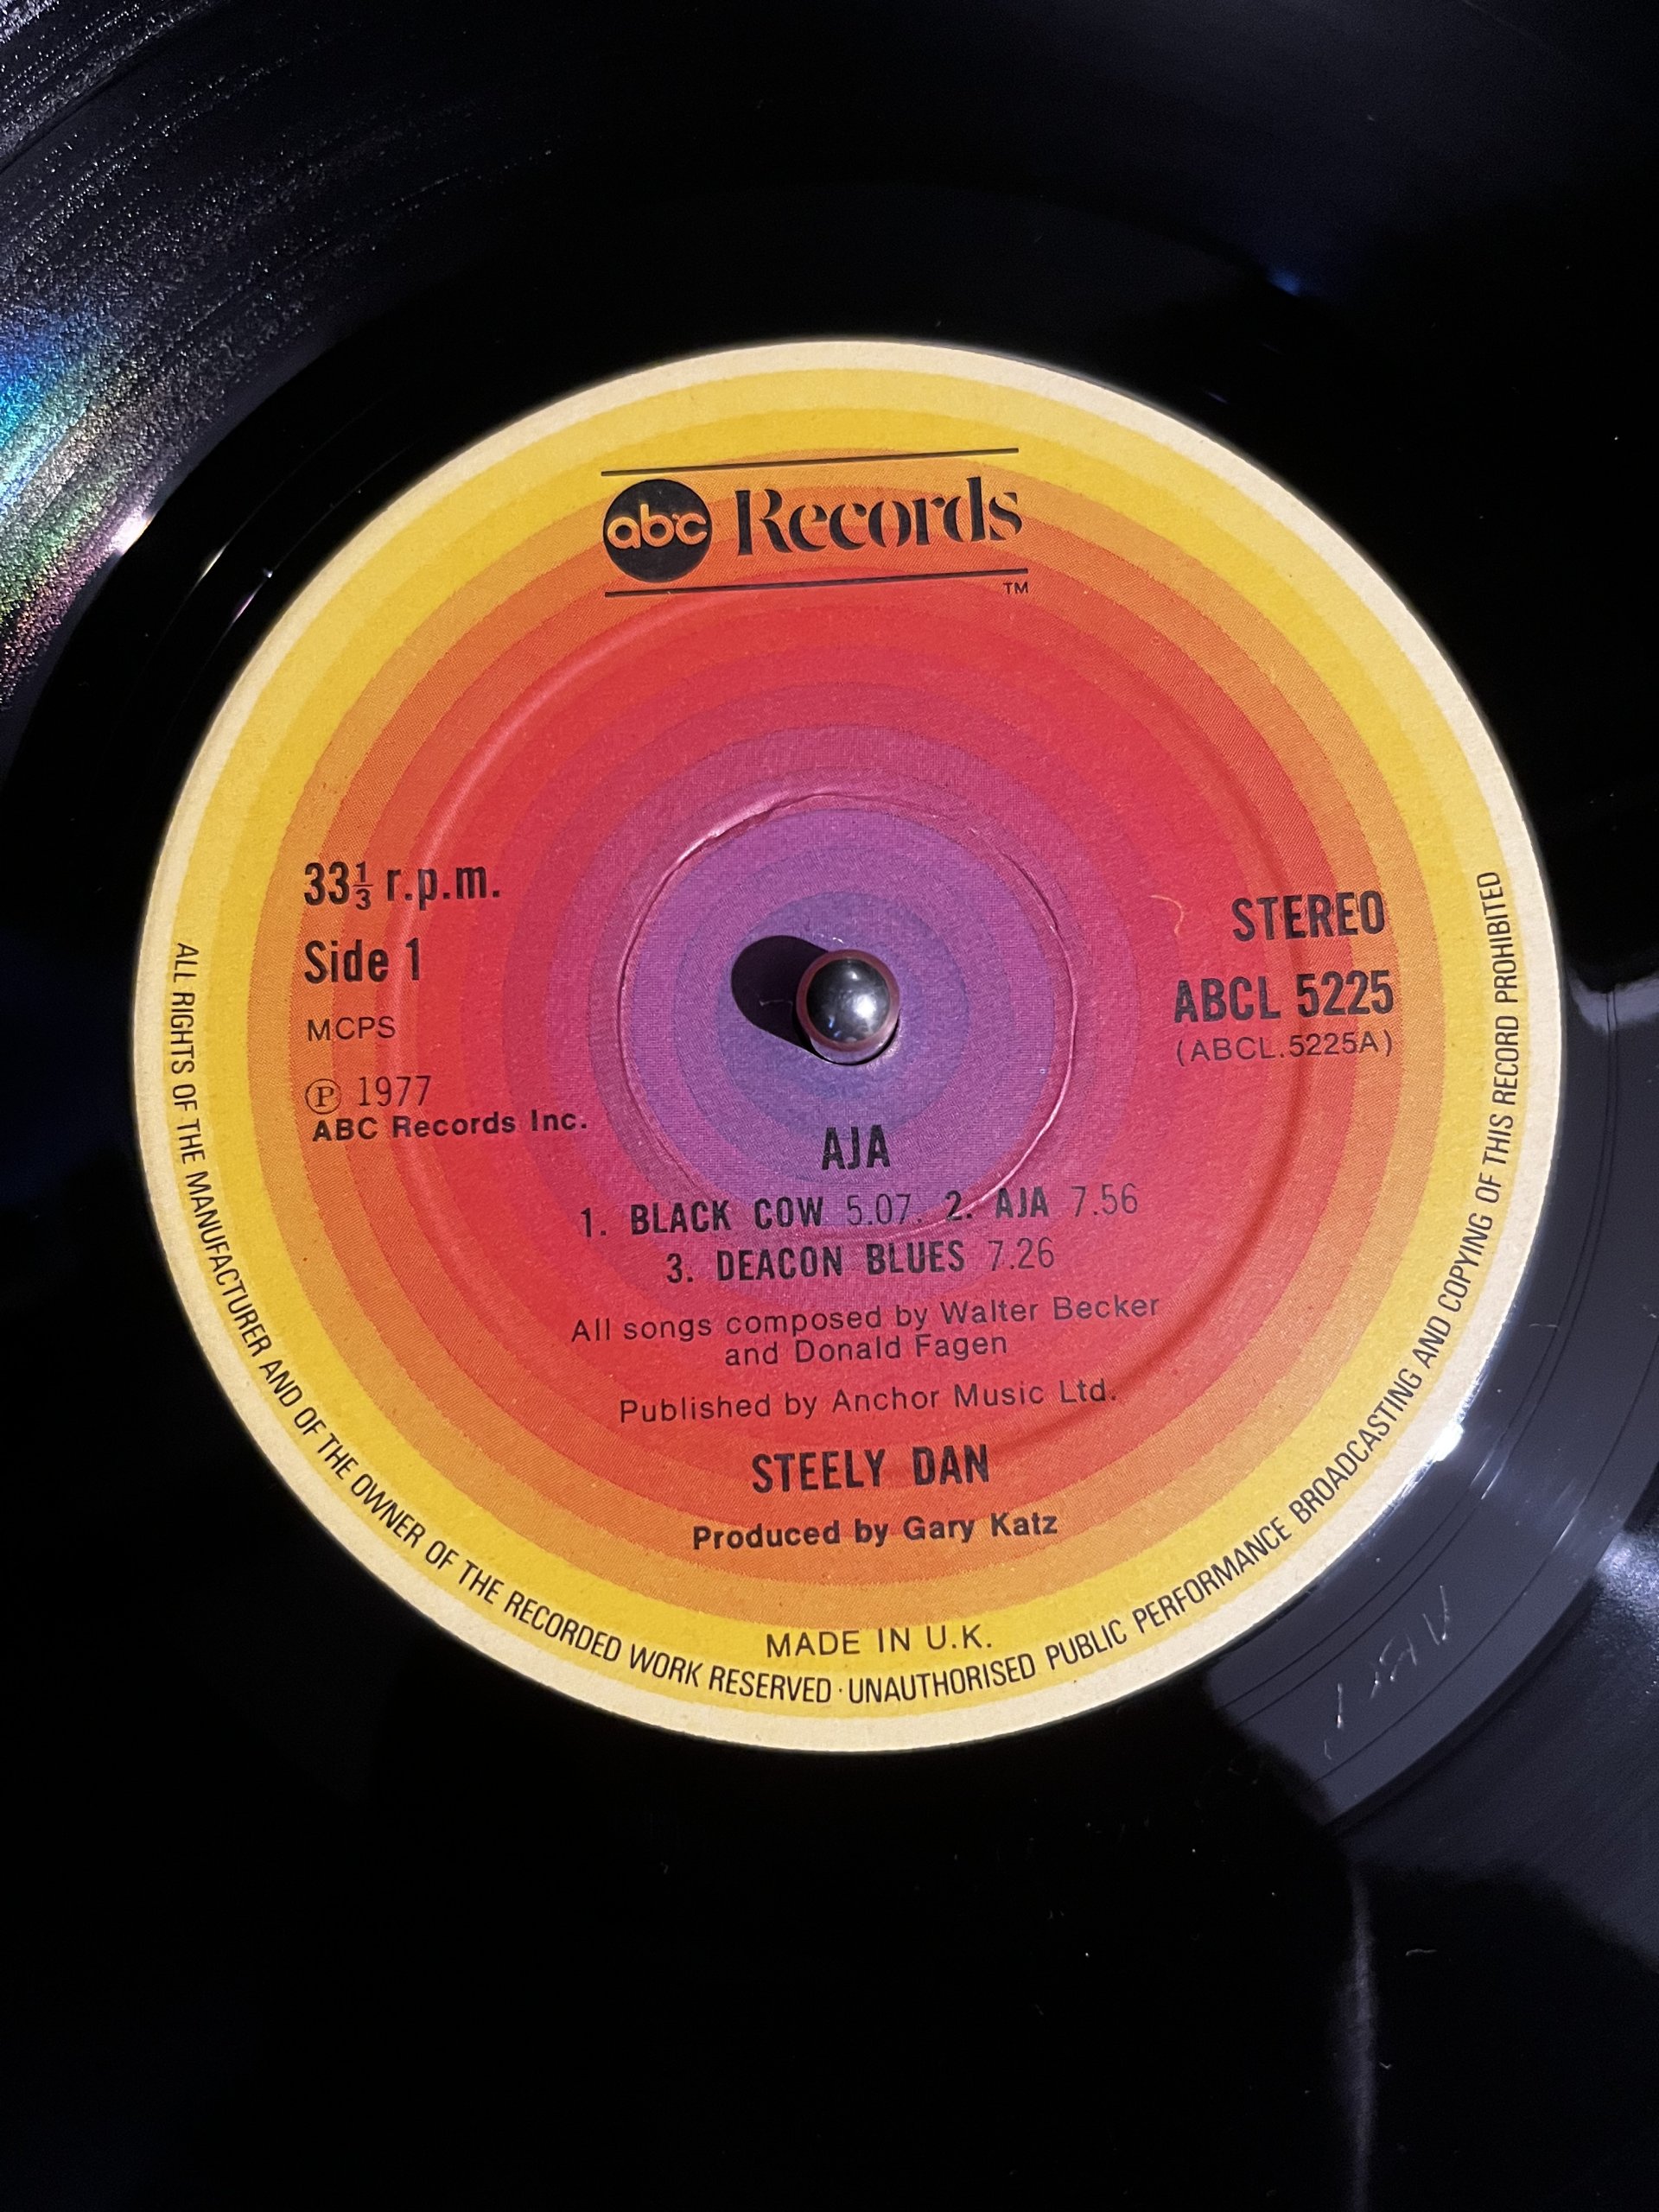 abc Records
TM
33⅓ r.p.m.
Side 1
MCPS
Ⓟ 1977
ABC Records Inc.
STEREO
ABCL 5225
(ABCL.5225A)
AJA
1. BLACK COW 5.07. 2. AJA 7.56
3. DEACON BLUES 7.26
All songs composed by Walter Becker
and Donald Fagen
Published by Anchor Music Ltd.
STEELY DAN
Produced by Gary Katz
MADE IN U.K.
ALL RIGHTS OF THE MANUFACTURER AND OF THE OWNER OF THE RECORDED WORK RESERVED · UNAUTHORISED PUBLIC PERFORMANCE BROADCASTING AND COPYING OF THIS RECORD PROHIBITED